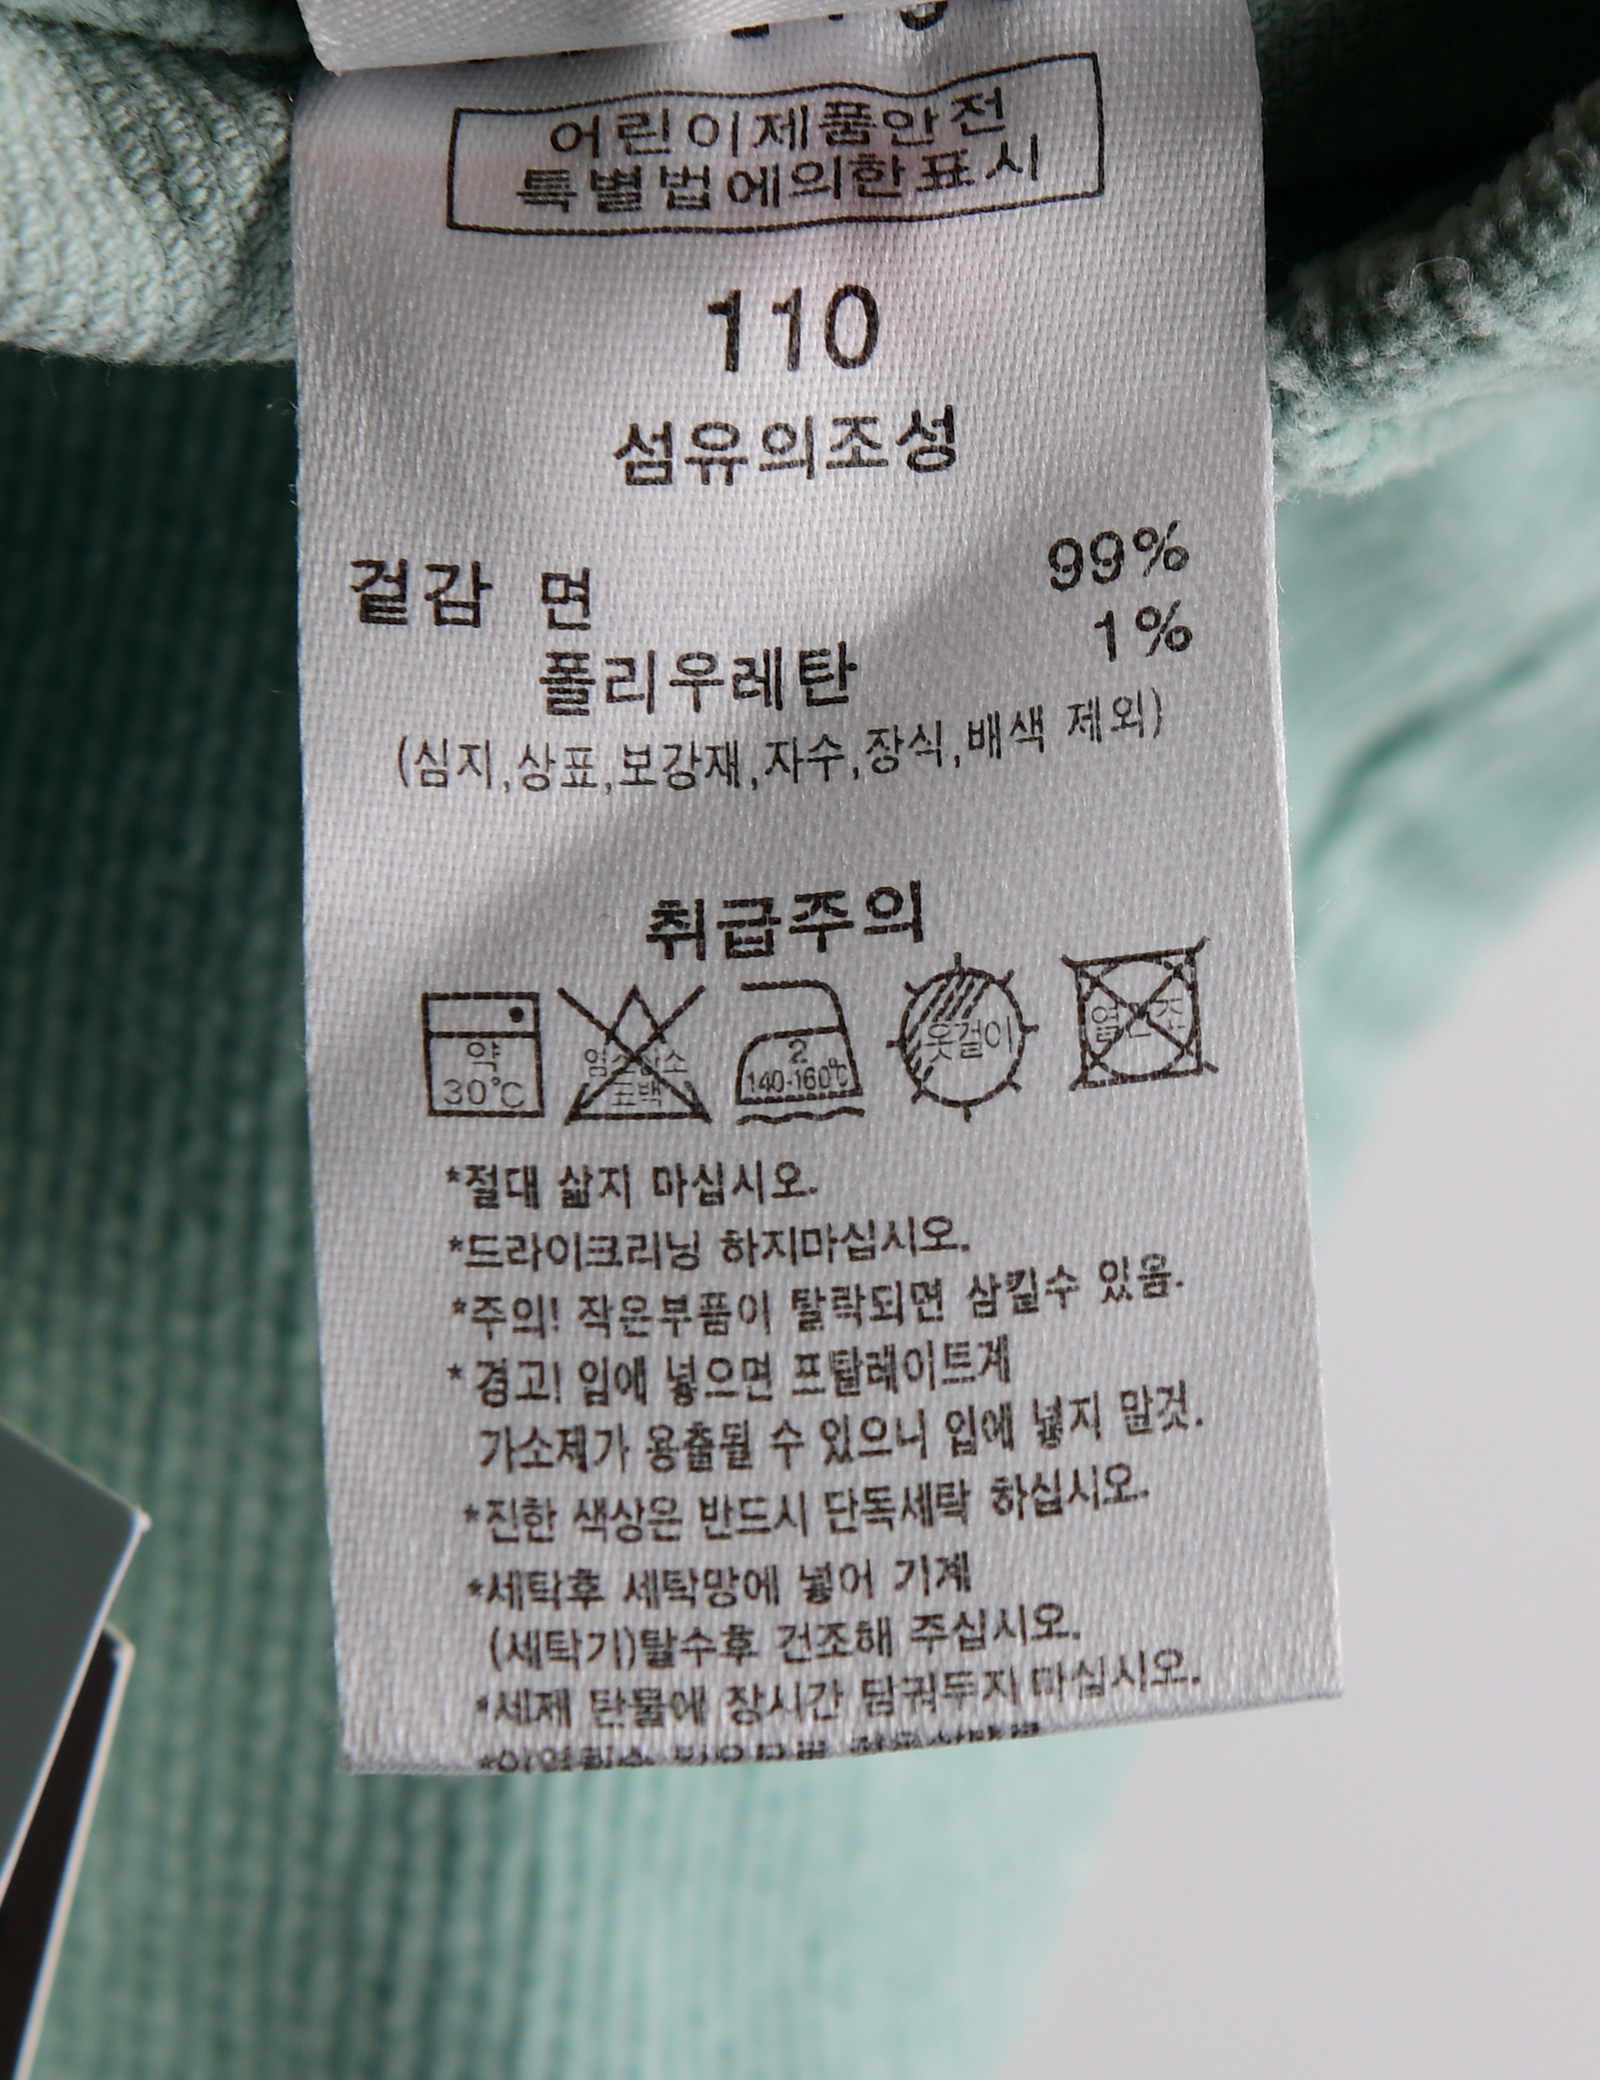 어린이제품안전
특별법에의한표시
110
섬유의조성
겉감 면 99%
폴리우레탄 1%
(심지,상표,보강재,자수,장식,배색 제외)
취급주의
약
30℃
염소산소
표백
2
140-160℃
옷걸이
열건조
*절대 삶지 마십시오.
*드라이크리닝 하지마십시오.
*주의! 작은부품이 탈락되면 삼킬수 있음.
*경고! 입에 넣으면 프탈레이트계
가소제가 용출될 수 있으니 입에 넣지 말것.
*진한 색상은 반드시 단독세탁 하십시오.
*세탁후 세탁망에 넣어 기계
(세탁기)탈수후 건조해 주십시오.
*세제 탄물에 장시간 담궈두지 마십시오.